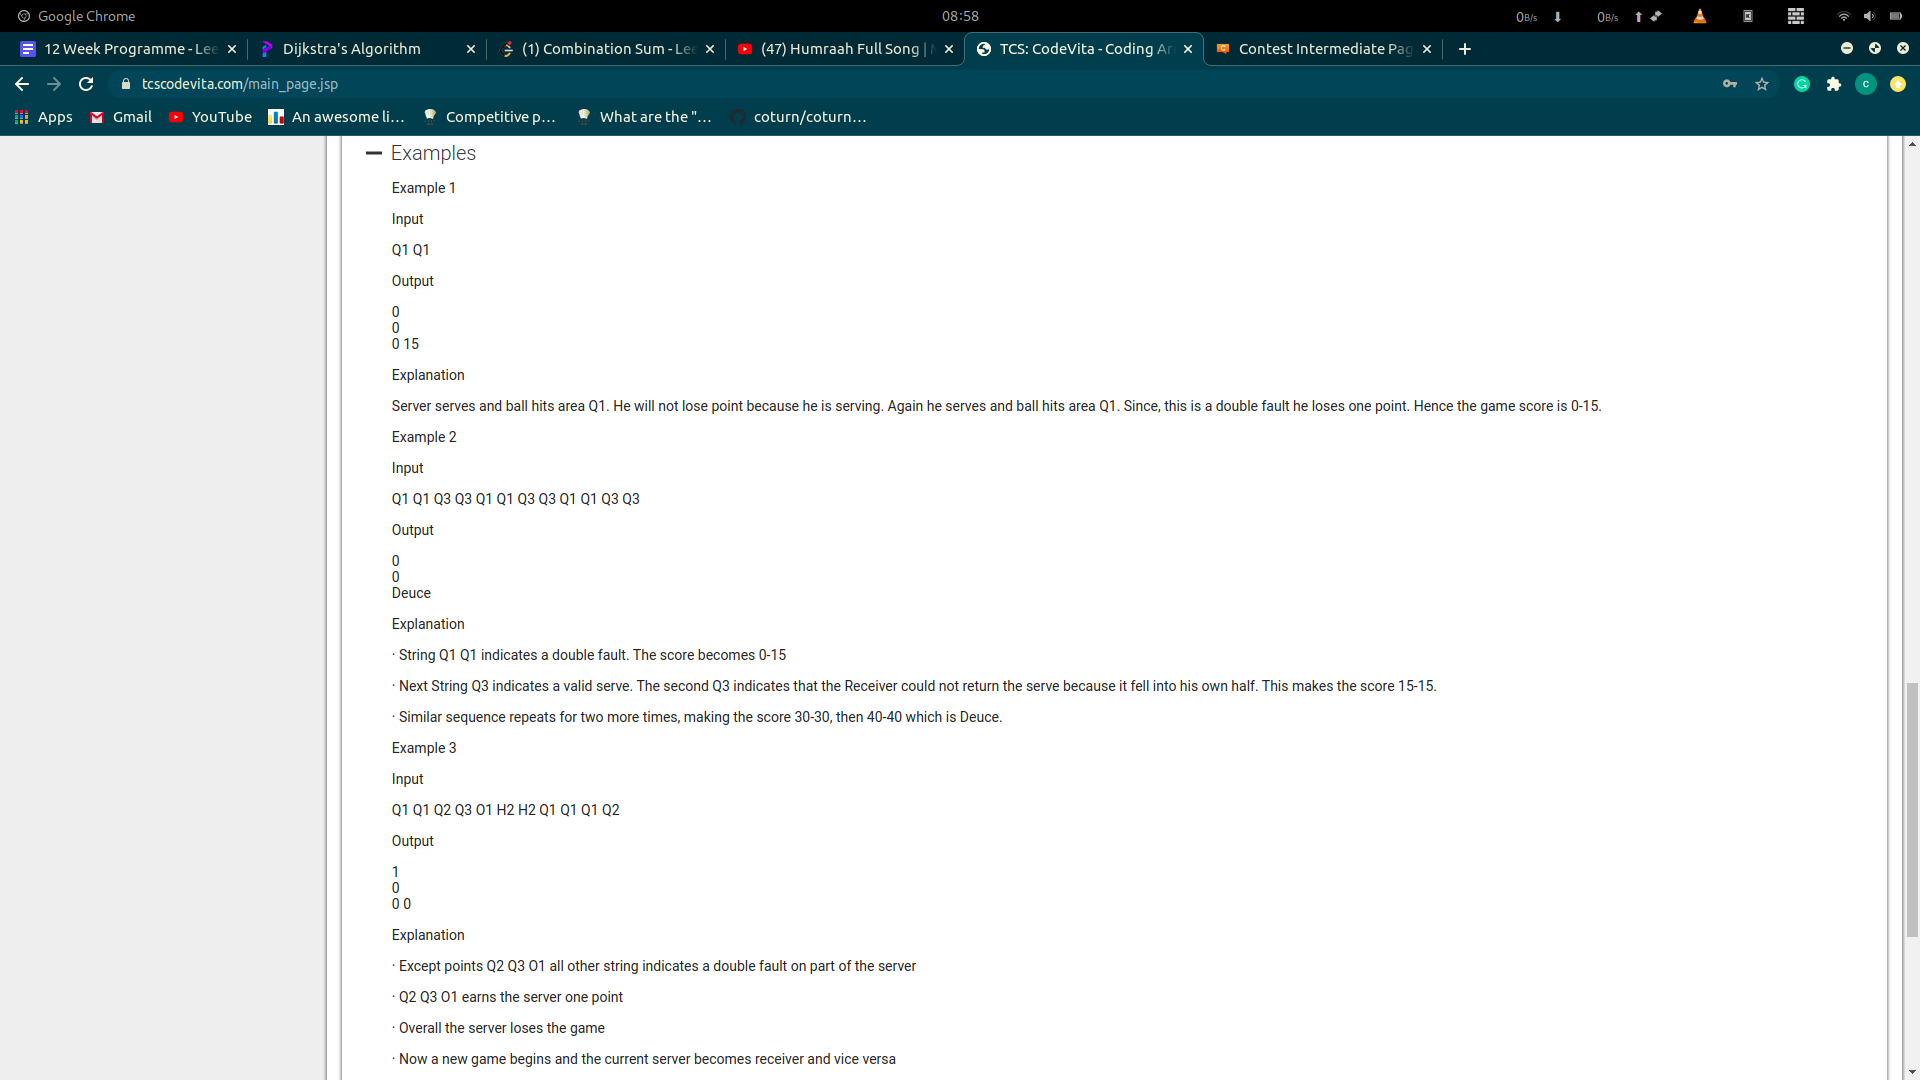 Google Chrome
08:58
0B/s
0B/s
12 Week Programme - Lee
Dijkstra's Algorithm
(1) Combination Sum - Lee
(47) Humraah Full Song |
TCS: CodeVita - Coding Ar
Contest Intermediate Pag
tcscodevita.com/main_page.jsp
C
Apps
Gmail
YouTube
An awesome li...
Competitive p...
What are the "...
coturn/coturn...
Examples
Example 1
Input
Q1 Q1
Output
0
0
0 15
Explanation
Server serves and ball hits area Q1. He will not lose point because he is serving. Again he serves and ball hits area Q1. Since, this is a double fault he loses one point. Hence the game score is 0-15.
Example 2
Input
Q1 Q1 Q3 Q3 Q1 Q1 Q3 Q3 Q1 Q1 Q3 Q3
Output
0
0
Deuce
Explanation
· String Q1 Q1 indicates a double fault. The score becomes 0-15
· Next String Q3 indicates a valid serve. The second Q3 indicates that the Receiver could not return the serve because it fell into his own half. This makes the score 15-15.
· Similar sequence repeats for two more times, making the score 30-30, then 40-40 which is Deuce.
Example 3
Input
Q1 Q1 Q2 Q3 O1 H2 H2 Q1 Q1 Q1 Q2
Output
1
0
0 0
Explanation
· Except points Q2 Q3 O1 all other string indicates a double fault on part of the server
· Q2 Q3 O1 earns the server one point
· Overall the server loses the game
· Now a new game begins and the current server becomes receiver and vice versa